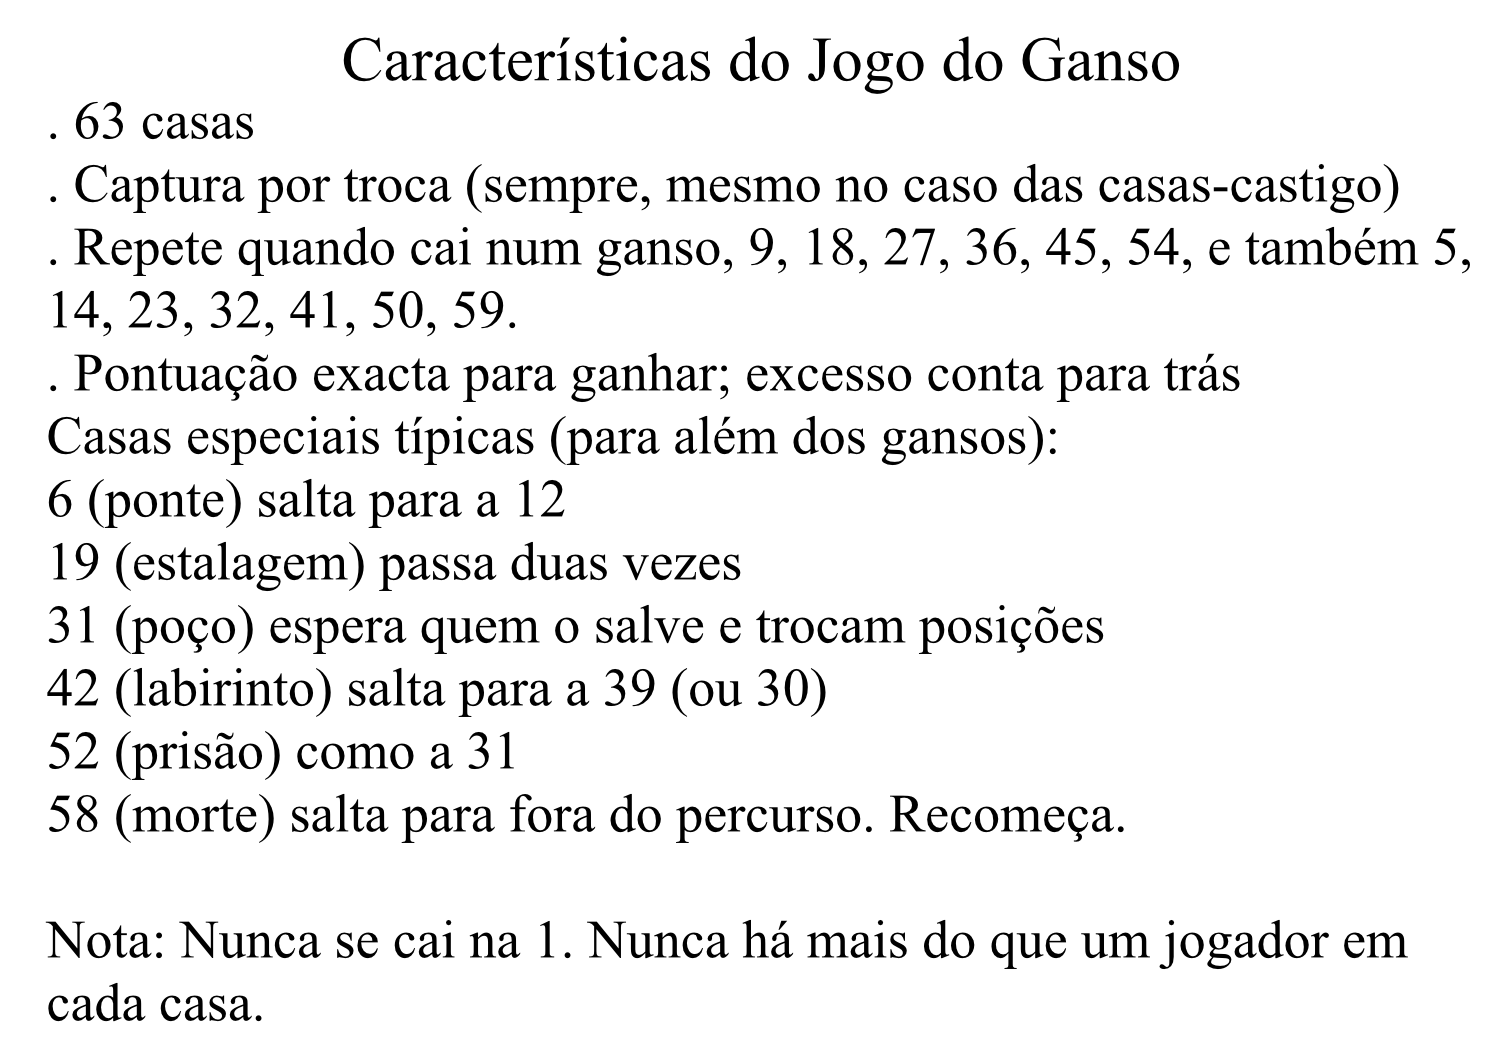 Características do Jogo do Ganso
. 63 casas
. Captura por troca (sempre, mesmo no caso das casas-castigo)
. Repete quando cai num ganso, 9, 18, 27, 36, 45, 54, e também 5,
14, 23, 32, 41, 50, 59.
. Pontuação exacta para ganhar; excesso conta para trás
Casas especiais típicas (para além dos gansos):
6 (ponte) salta para a 12
19 (estalagem) passa duas vezes
31 (poço) espera quem o salve e trocam posições
42 (labirinto) salta para a 39 (ou 30)
52 (prisão) como a 31
58 (morte) salta para fora do percurso. Recomeça.
Nota: Nunca se cai na 1. Nunca há mais do que um jogador em
cada casa.